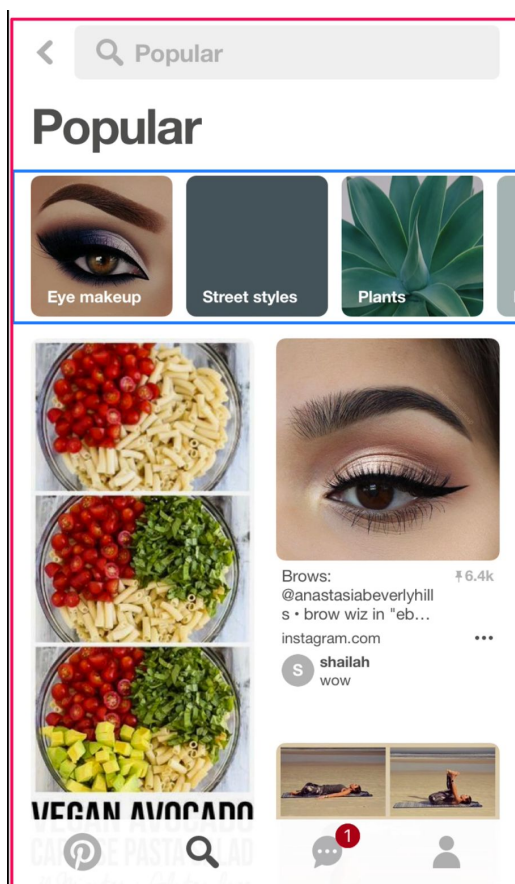 Popular
Popular
Eye makeup
Street styles
Plants
Brows:
6.4k
@anastasiabeverlyhill
s • brow wiz in "eb...
instagram.com
S
shailah
wow
VEGAN AVOCADO
1